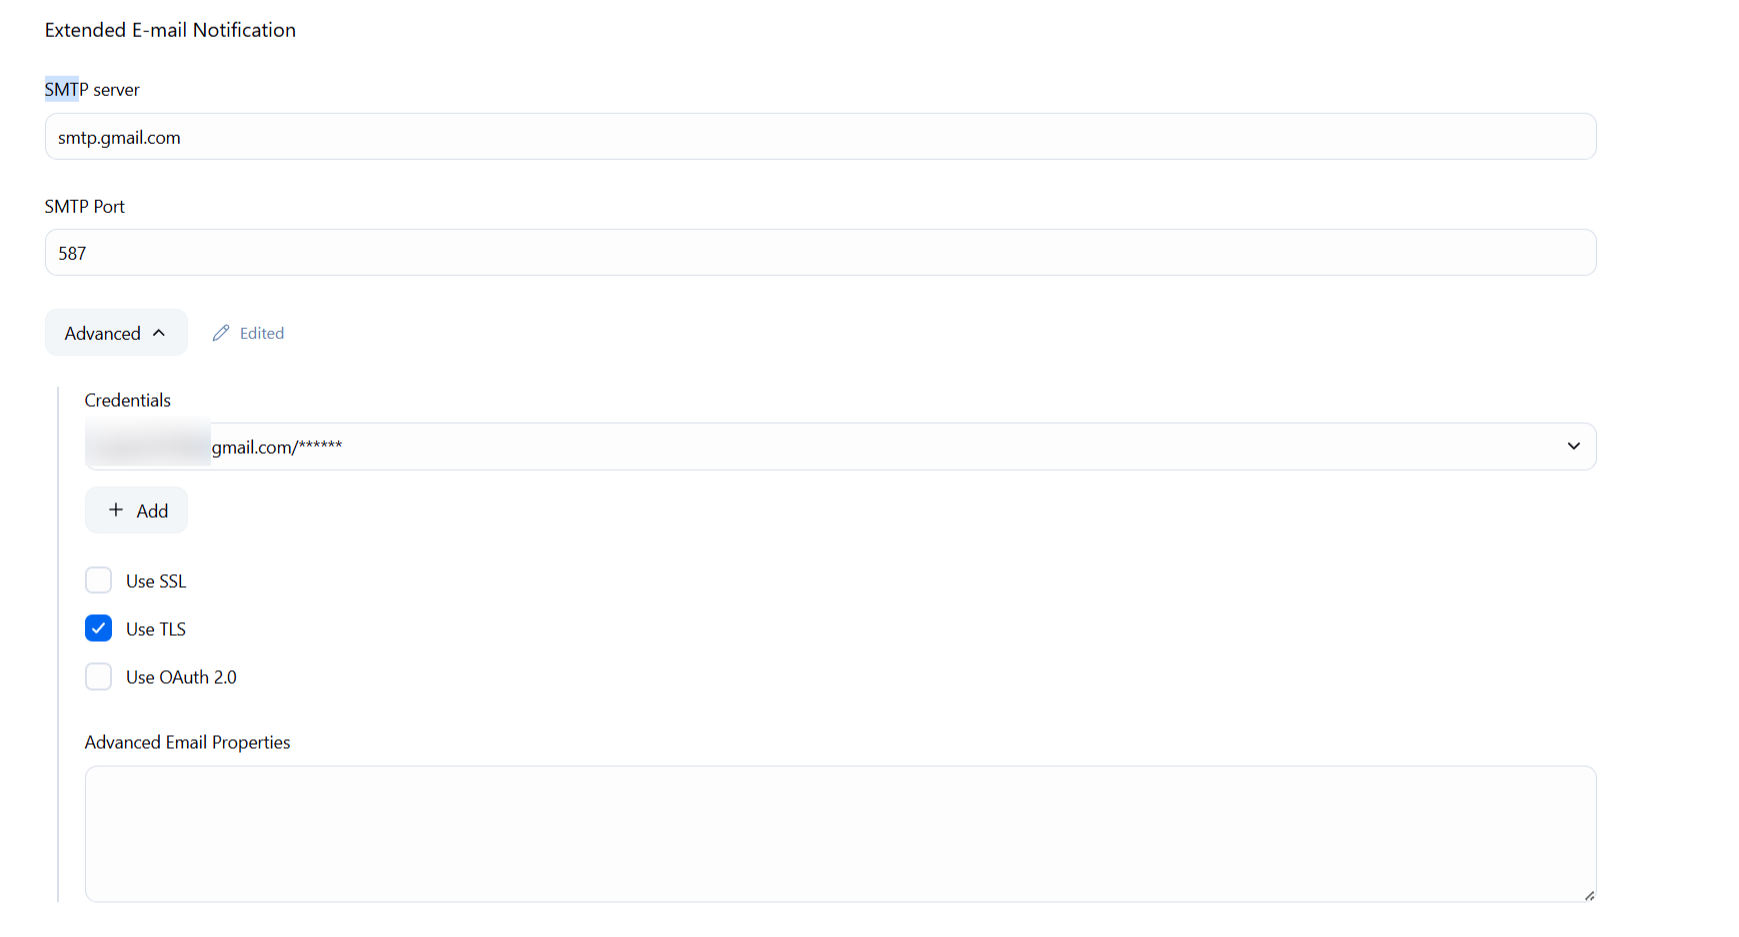 Extended E-mail Notification
SMTP server
smtp.gmail.com
SMTP Port
587
Advanced
Edited
Credentials
gmail.com/******
Add
Use SSL
Use TLS
Use OAuth 2.0
Advanced Email Properties